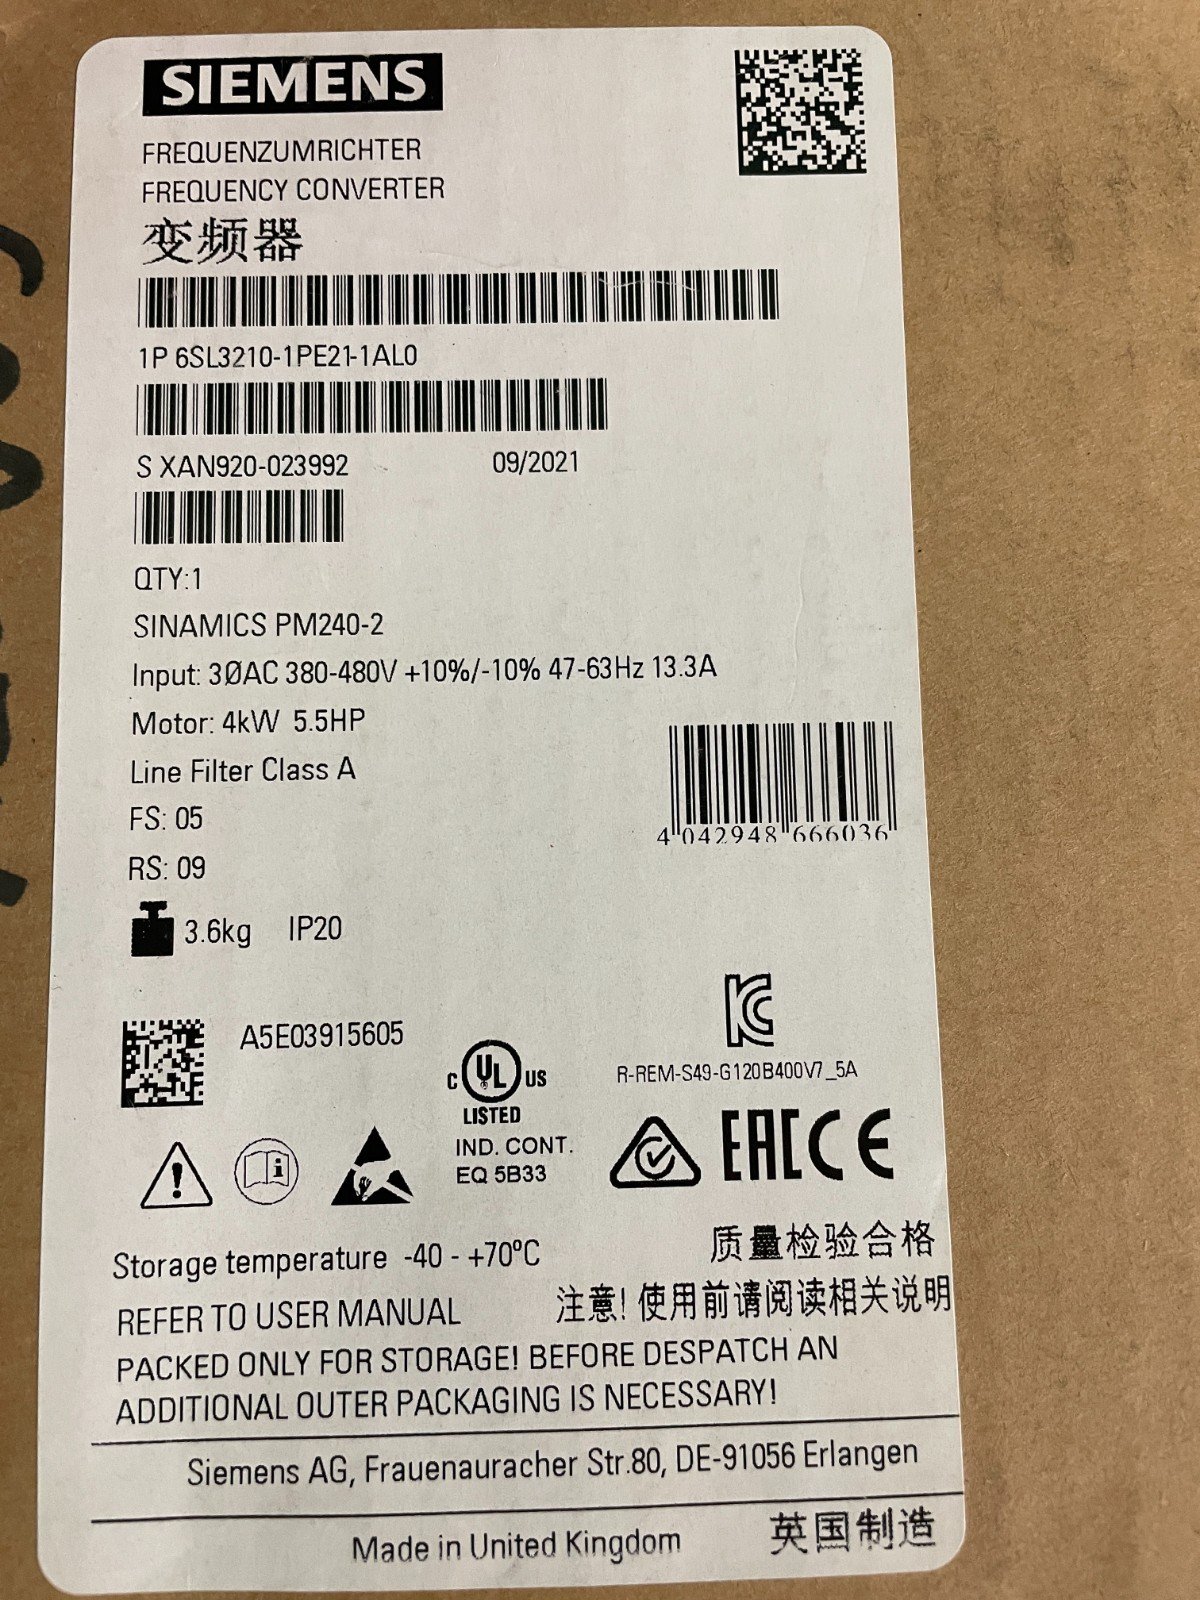 SIEMENS
FREQUENZUMRICHTER
FREQUENCY CONVERTER
变频器
1P 6SL3210-1PE21-1AL0
S XAN920-023992 09/2021
QTY:1
SINAMICS PM240-2
Input: 3ØAC 380-480V +10%/-10% 47-63Hz 13.3A
Motor: 4kW 5.5HP
Line Filter Class A
FS: 05
4 042948 666036
RS: 09
3.6kg IP20
A5E03915605
C UL US
LISTED
IND. CONT.
EQ 5B33
R-REM-S49-G120B400V7_5A
EAC CE
Storage temperature -40 - +70ºC
质量检验合格
REFER TO USER MANUAL
注意! 使用前请阅读相关说明
PACKED ONLY FOR STORAGE! BEFORE DESPATCH AN
ADDITIONAL OUTER PACKAGING IS NECESSARY!
Siemens AG, Frauenauracher Str.80, DE-91056 Erlangen
Made in United Kingdom 英国制造